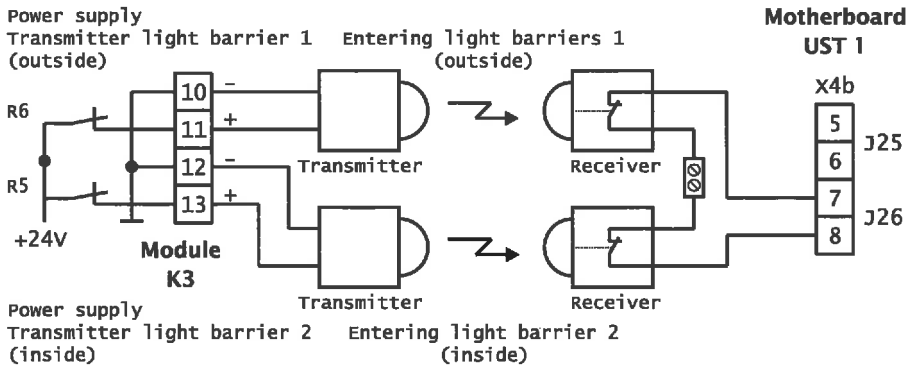 Power supply
Transmitter light barrier 1
(outside)
Entering light barriers 1
(outside)
Motherboard
UST 1
X4b
R6
R5
+24V
10 -
11 +
12 -
13 +
Module
K3
Transmitter
Receiver
5
6
7
8
J25
J26
Transmitter
Receiver
Power supply
Transmitter light barrier 2
(inside)
Entering light barrier 2
(inside)